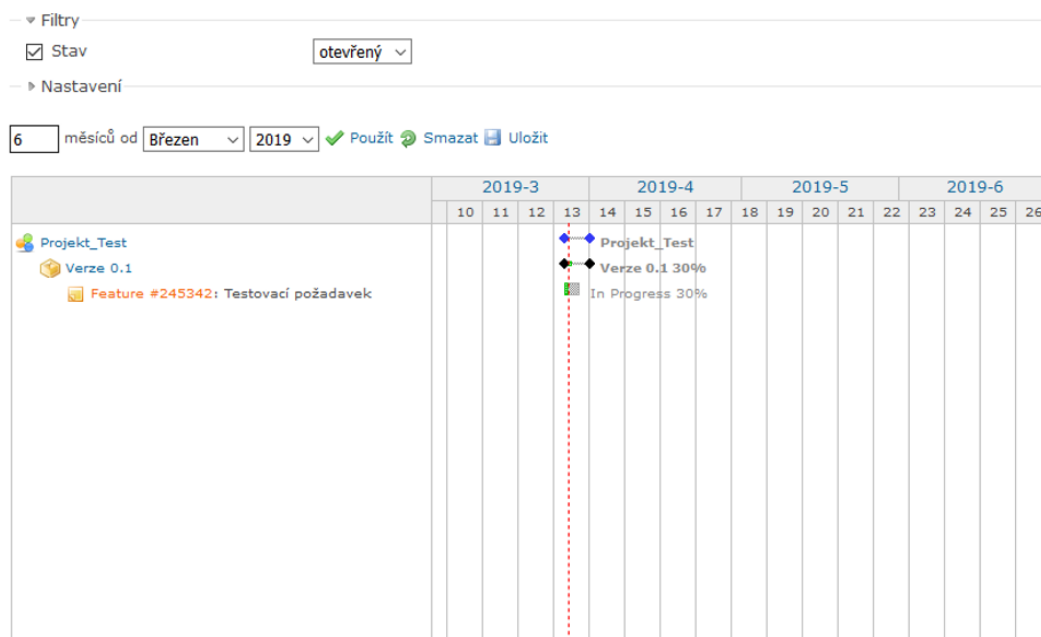 Filtry
Stav otevřený
Nastavení
6 měsíců od Březen 2019 Použít Smazat Uložit
2019-3 2019-4 2019-5 2019-6
10 11 12 13 14 15 16 17 18 19 20 21 22 23 24 25 26
Projekt_Test Projekt_Test
Verze 0.1 Verze 0.1 30%
Feature #245342: Testovací požadavek In Progress 30%